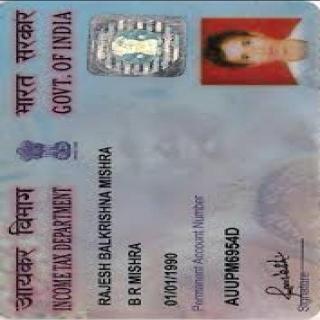 आयकर विभाग
INCOME TAX DEPARTMENT
भारत सरकार
GOVT. OF INDIA
RAJESH BALKRISHNA MISHRA
B R MISHRA
01/01/1990
Permanent Account Number
AUUPM6954D
Signature